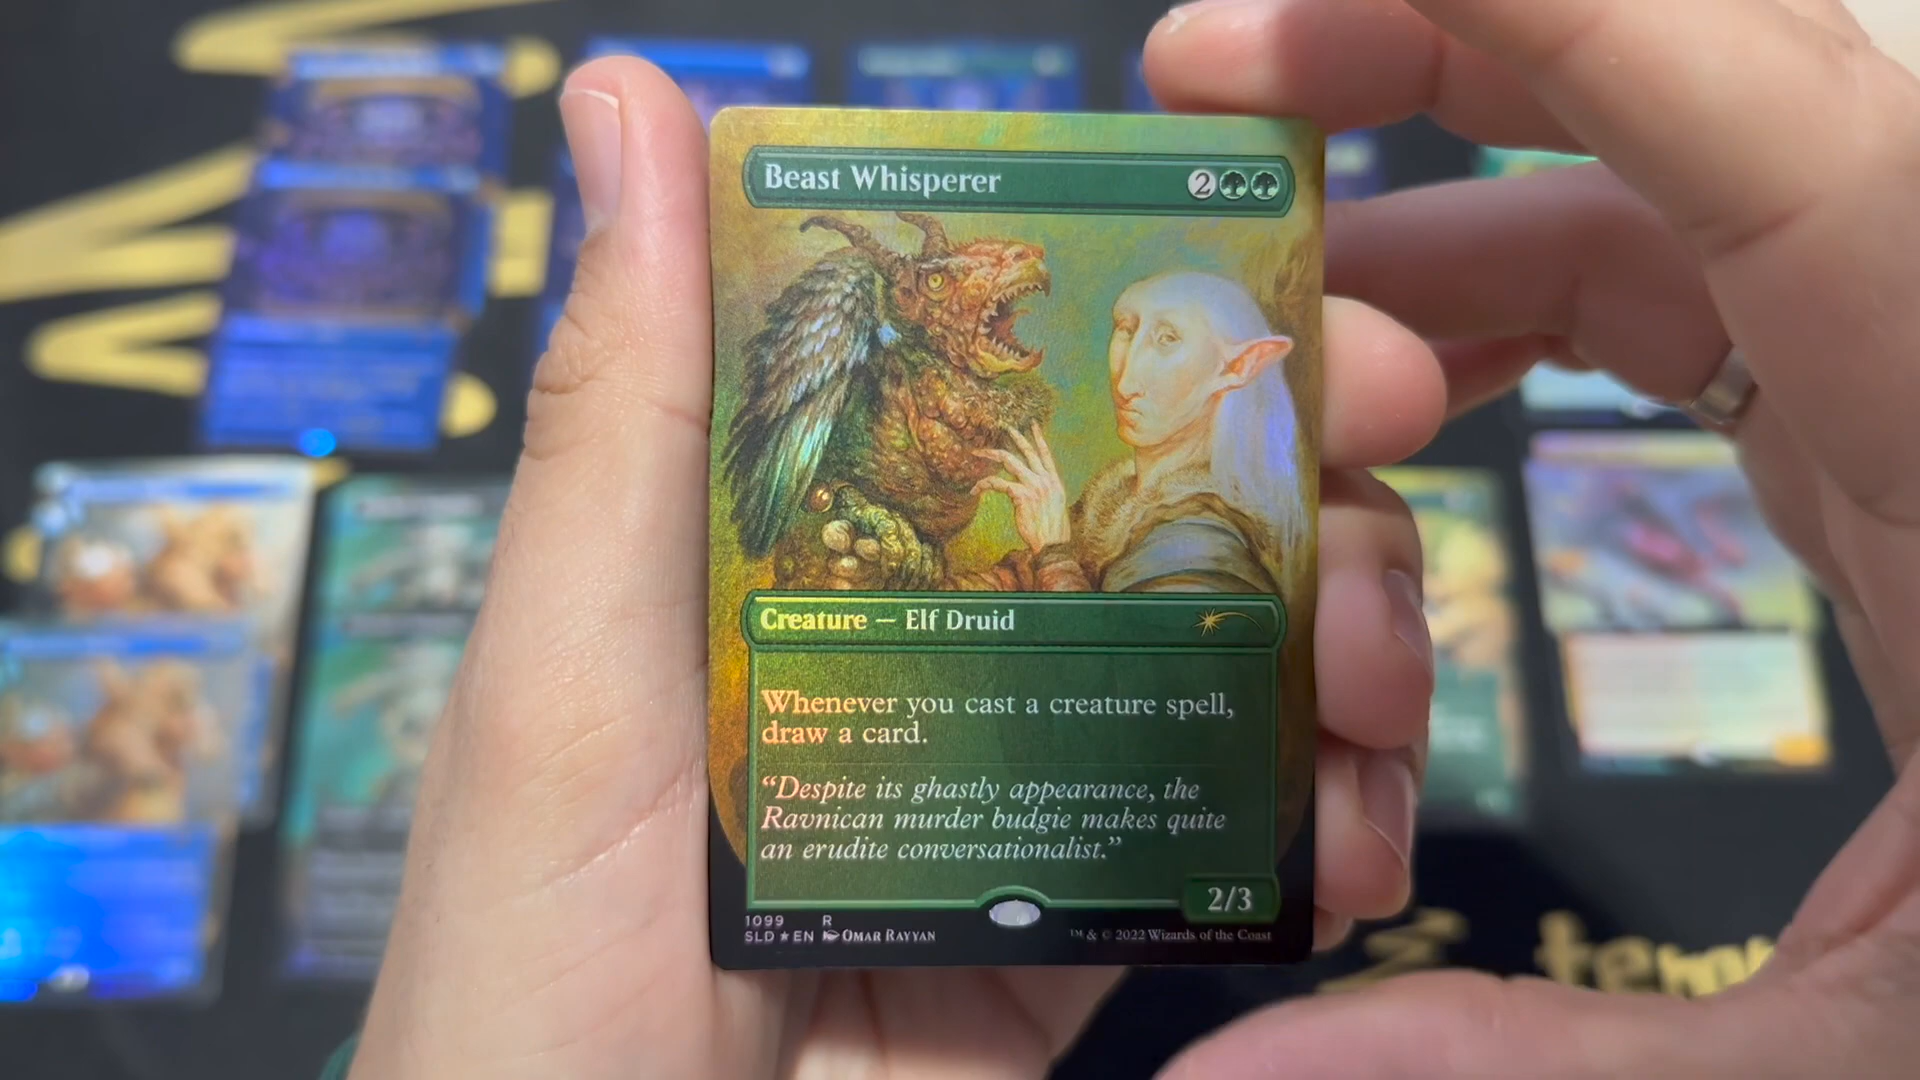 Beast Whisperer 2
Creature — Elf Druid
Whenever you cast a creature spell,
draw a card.
“Despite its ghastly appearance, the
Ravnican murder budgie makes quite
an erudite conversationalist.”
2/3
1099 R
SLD ★ EN Omar Rayyan
™ & © 2022 Wizards of the Coast